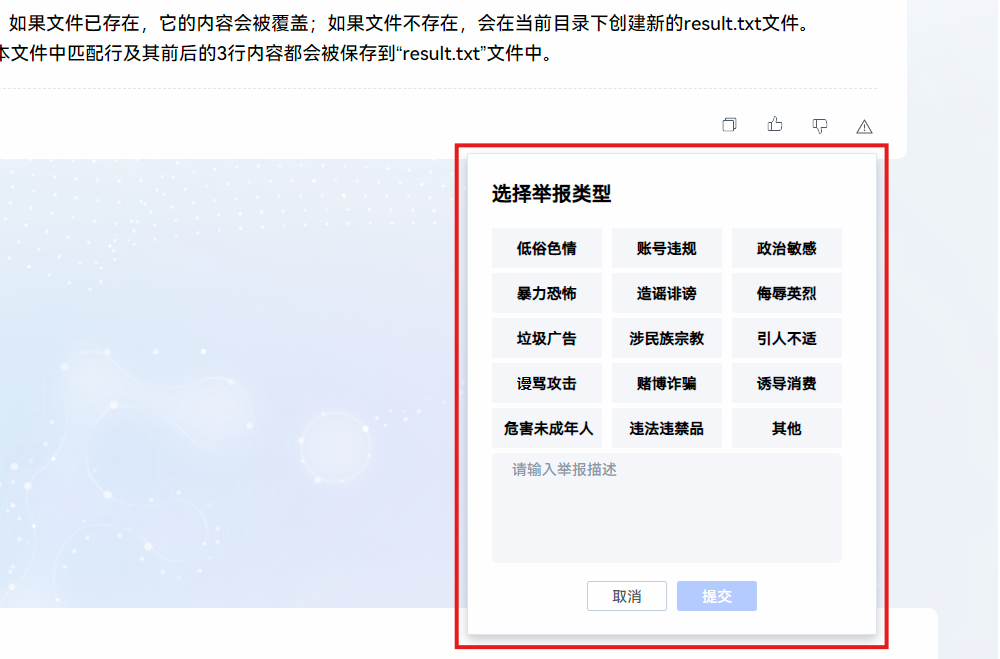 如果文件已存在，它的内容会被覆盖；如果文件不存在，会在当前目录下创建新的result.txt文件。
本文件中匹配行及其前后的3行内容都会被保存到“result.txt”文件中。
选择举报类型
低俗色情 账号违规 政治敏感
暴力恐怖 造谣诽谤 侮辱英烈
垃圾广告 涉民族宗教 引人不适
谩骂攻击 赌博诈骗 诱导消费
危害未成年人 违法违禁品 其他
请输入举报描述
取消 提交